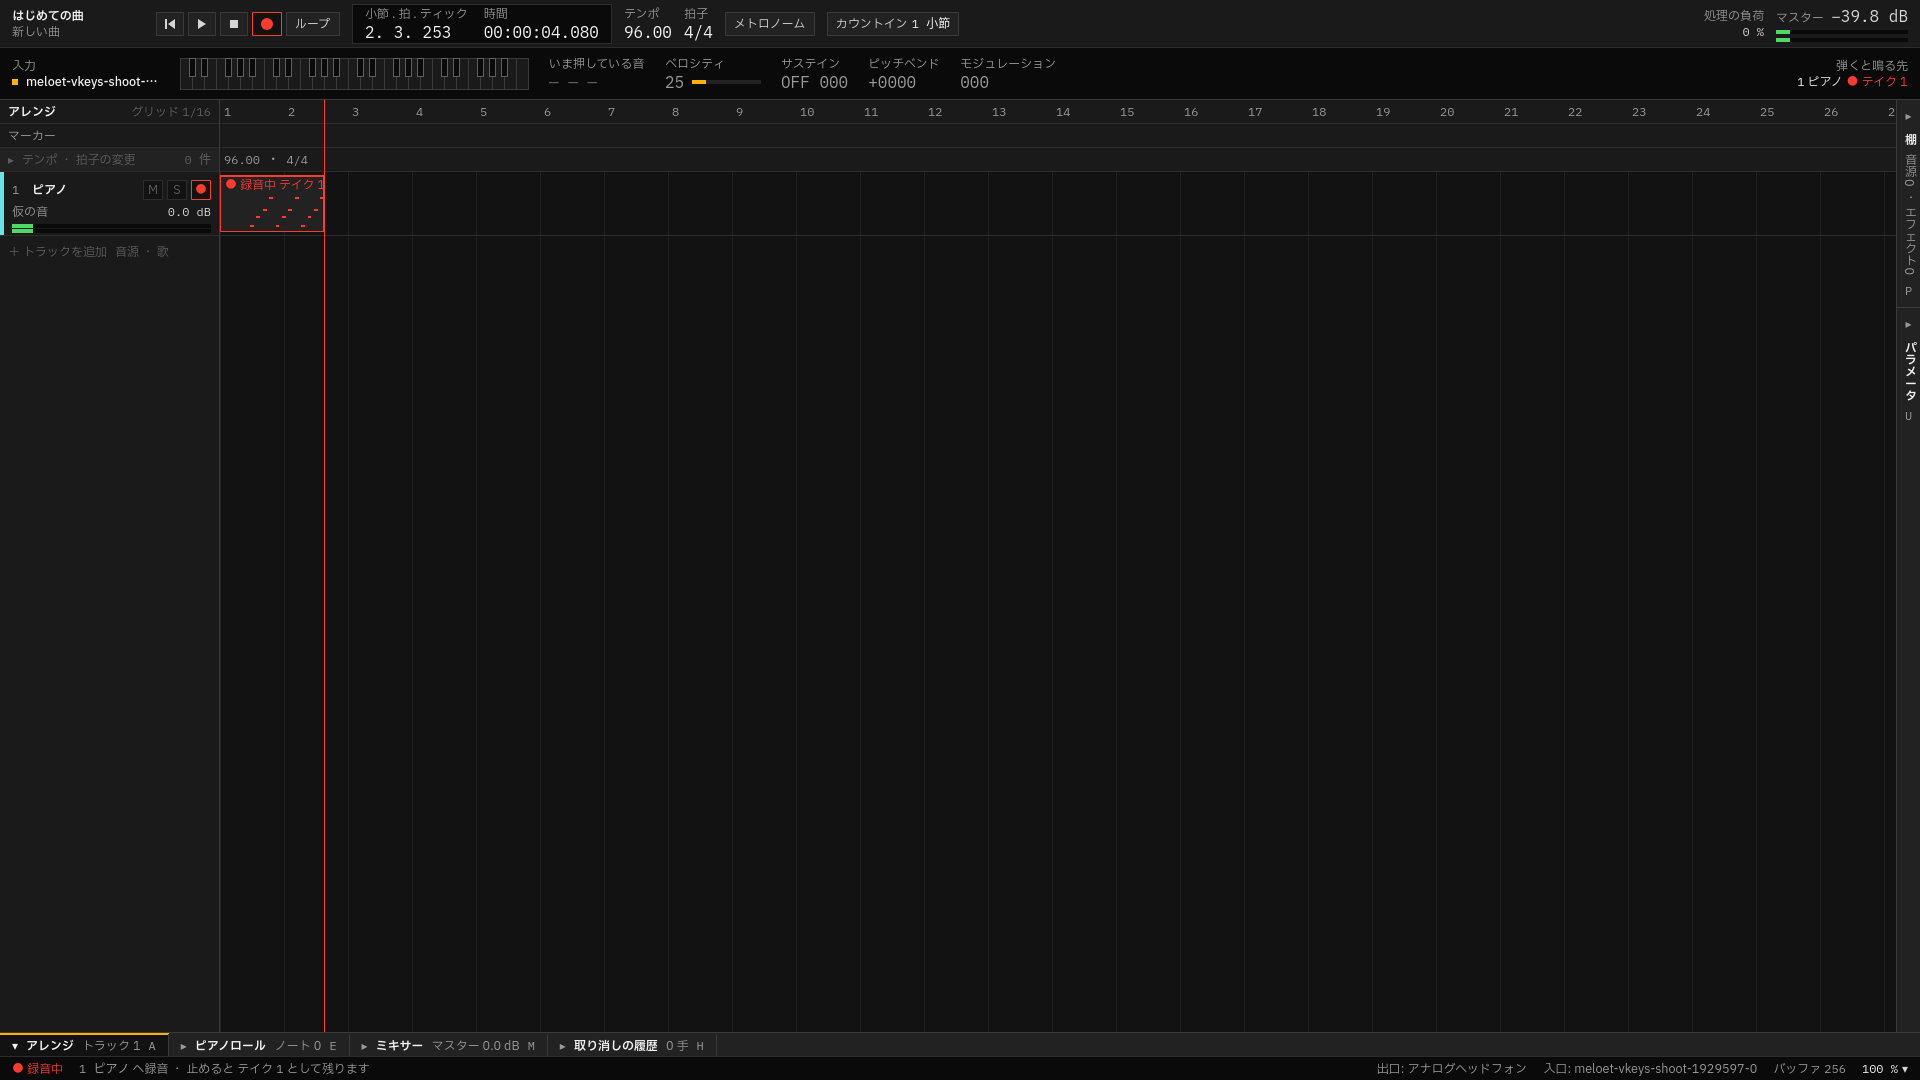 はじめての曲
新しい曲
ループ
小節 . 拍 . ティック 時間
2. 3. 253 00:00:04.080
テンポ 拍子
96.00 4/4
メトロノーム
カウントイン 1 小節
処理の負荷
0 %
マスター −39.8 dB
入力
meloet-vkeys-shoot-…
いま押している音
— — —
ベロシティ
25
サステイン
OFF 000
ピッチベンド
+0000
モジュレーション
000
弾くと鳴る先
1 ピアノ ● テイク 1
アレンジ グリッド 1/16
1 2 3 4 5 6 7 8 9 10 11 12 13 14 15 16 17 18 19 20 21 22 23 24 25 26 2
マーカー
▸ テンポ · 拍子の変更 0 件
96.00 · 4/4
1 ピアノ M S
仮の音 0.0 dB
● 録音中 テイク 1
＋ トラックを追加 音源 · 歌
▸ 棚 音源 0 · エフェクト 0 P
▸ パラメータ U
▾ アレンジ トラック 1 A
▸ ピアノロール ノート 0 E
▸ ミキサー マスター 0.0 dB M
▸ 取り消しの履歴 0 手 H
● 録音中 1 ピアノ へ録音 · 止めると テイク 1 として残ります
出口: アナログヘッドフォン 入口: meloet-vkeys-shoot-1929597-0 バッファ 256 100 % ▾